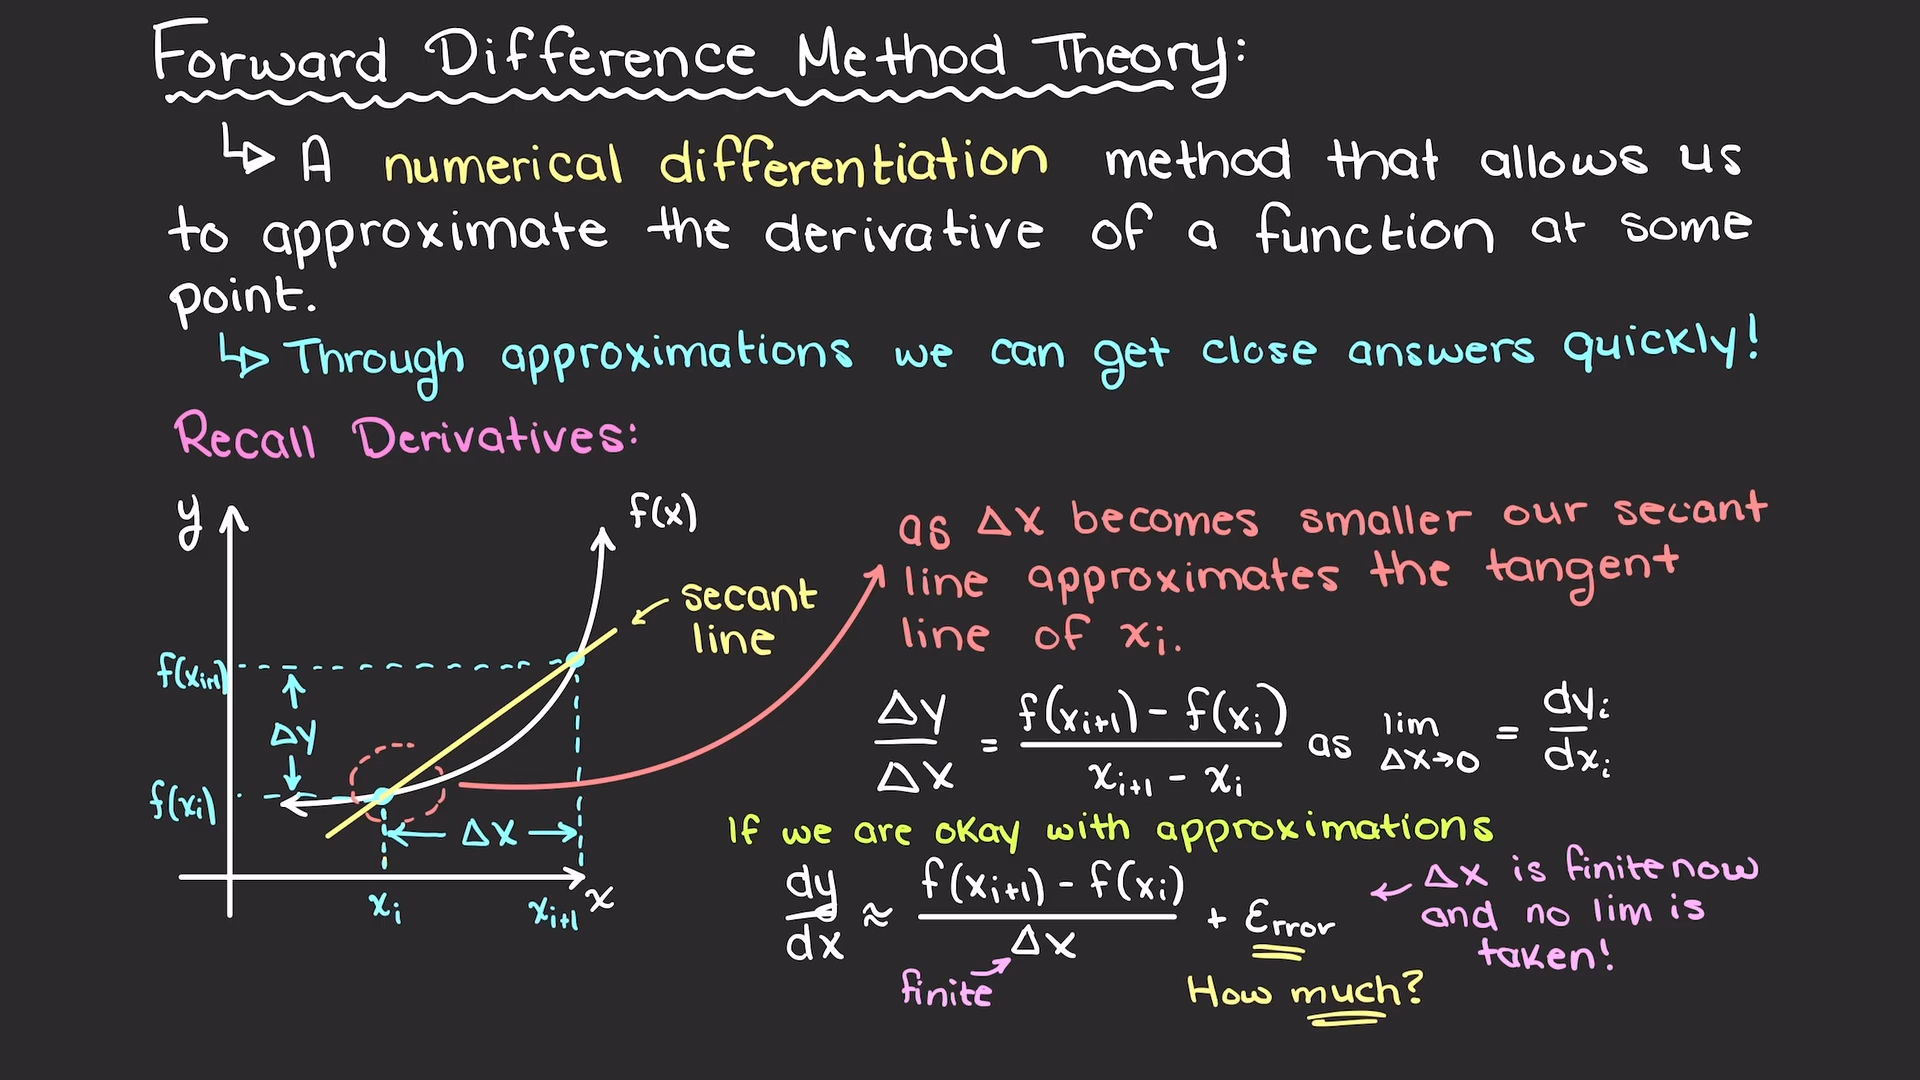 Forward Difference Method Theory:
↳ A numerical differentiation method that allows us
to approximate the derivative of a function at some
point.
↳ Through approximations we can get close answers quickly!
Recall Derivatives:
y
f(x)
secant
line
f(xᵢ₊₁)
Δy
f(xᵢ)
Δx
xᵢ
xᵢ₊₁
x
as Δx becomes smaller our secant
line approximates the tangent
line of xᵢ.
Δy/Δx = (f(xᵢ₊₁) - f(xᵢ))/(xᵢ₊₁ - xᵢ) as lim Δx→0 = dyᵢ/dxᵢ
If we are okay with approximations
dy/dx ≈ (f(xᵢ₊₁) - f(xᵢ))/Δx + Error
finite
How much?
← Δx is finite now
and no lim is
taken!